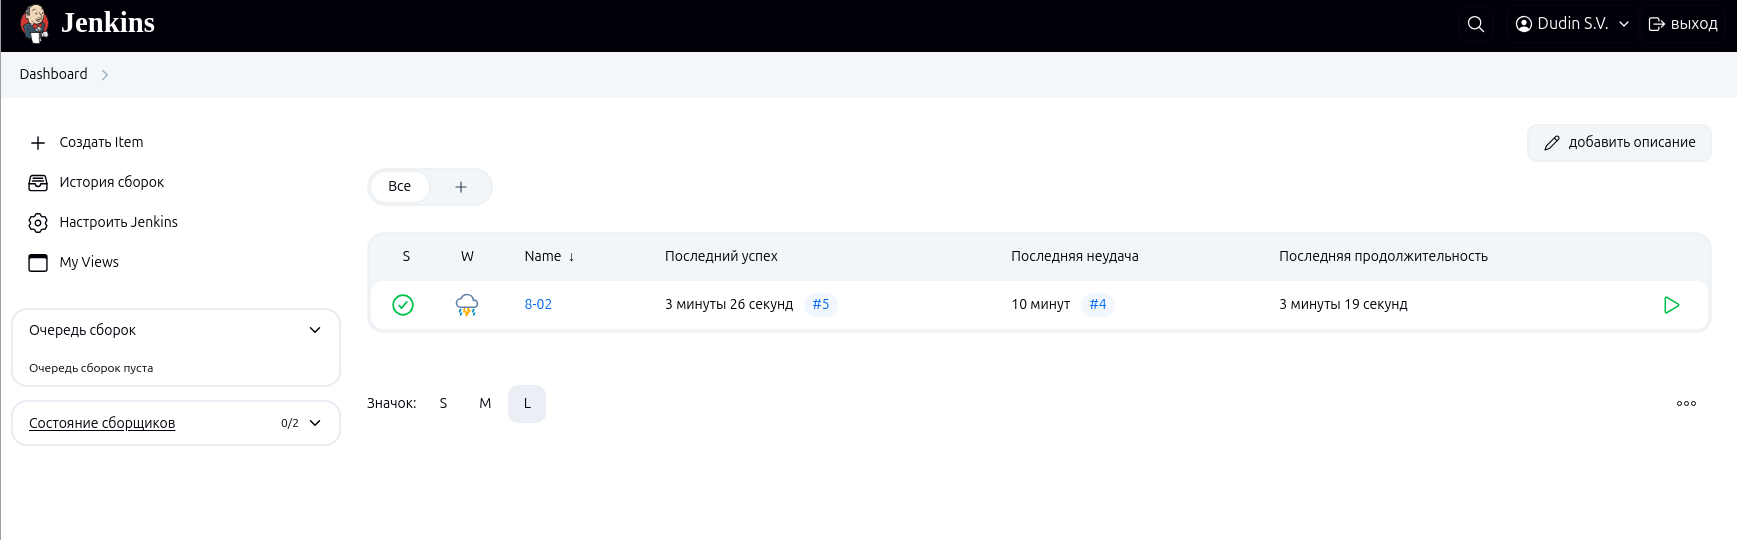 Jenkins
Dudin S.V.
выход
Dashboard
Создать Item
История сборок
Настроить Jenkins
My Views
Очередь сборок
Очередь сборок пуста
Состояние сборщиков 0/2
добавить описание
Все +
S W Name ↓ Последний успех Последняя неудача Последняя продолжительность
8-02 3 минуты 26 секунд #5 10 минут #4 3 минуты 19 секунд
Значок: S M L